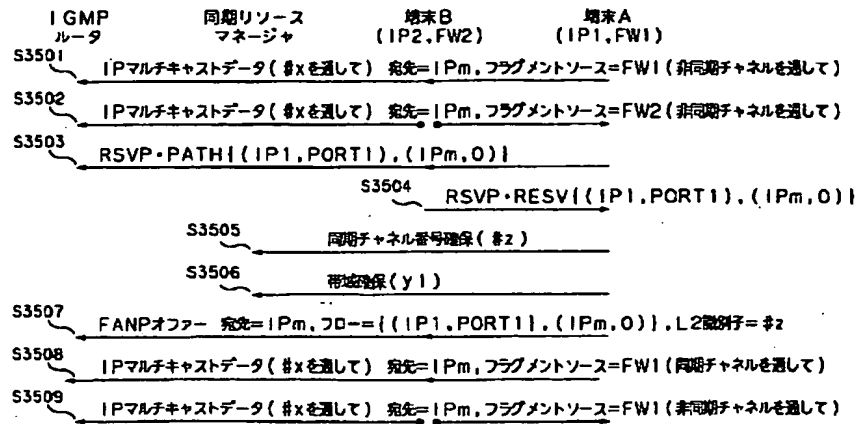 IGMP 同期リソース 端末B 端末A
ルータ マネージャ (IP2,FW2) (IP1,FW1)
S3501 IPマルチキャストデータ(#xを通して) 宛先=IPm,フラグメントソース=FW1(非同期チャネルを通して)
S3502 IPマルチキャストデータ(#xを通して) 宛先=IPm,フラグメントソース=FW2(非同期チャネルを通して)
S3503 RSVP・PATH{(IP1,PORT1),(IPm,0)}
S3504 RSVP・RESV{(IP1,PORT1),(IPm,0)}
S3505 同期チャネル番号確保(#z)
S3506 帯域確保(y1)
S3507 FANPオファー 宛先=IPm,フロー={(IP1,PORT1),(IPm,0)},L2識別子=#z
S3508 IPマルチキャストデータ(#xを通して) 宛先=IPm,フラグメントソース=FW1(同期チャネルを通して)
S3509 IPマルチキャストデータ(#xを通して) 宛先=IPm,フラグメントソース=FW1(非同期チャネルを通して)